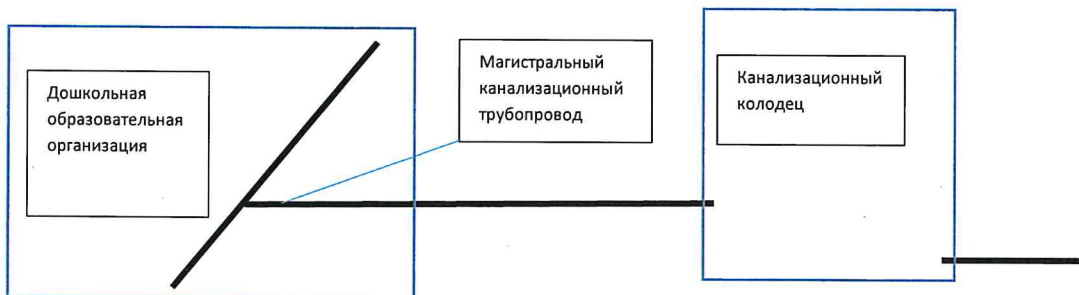 Дошкольная
образовательная
организация
Магистральный
канализационный
трубопровод
Канализационный
колодец